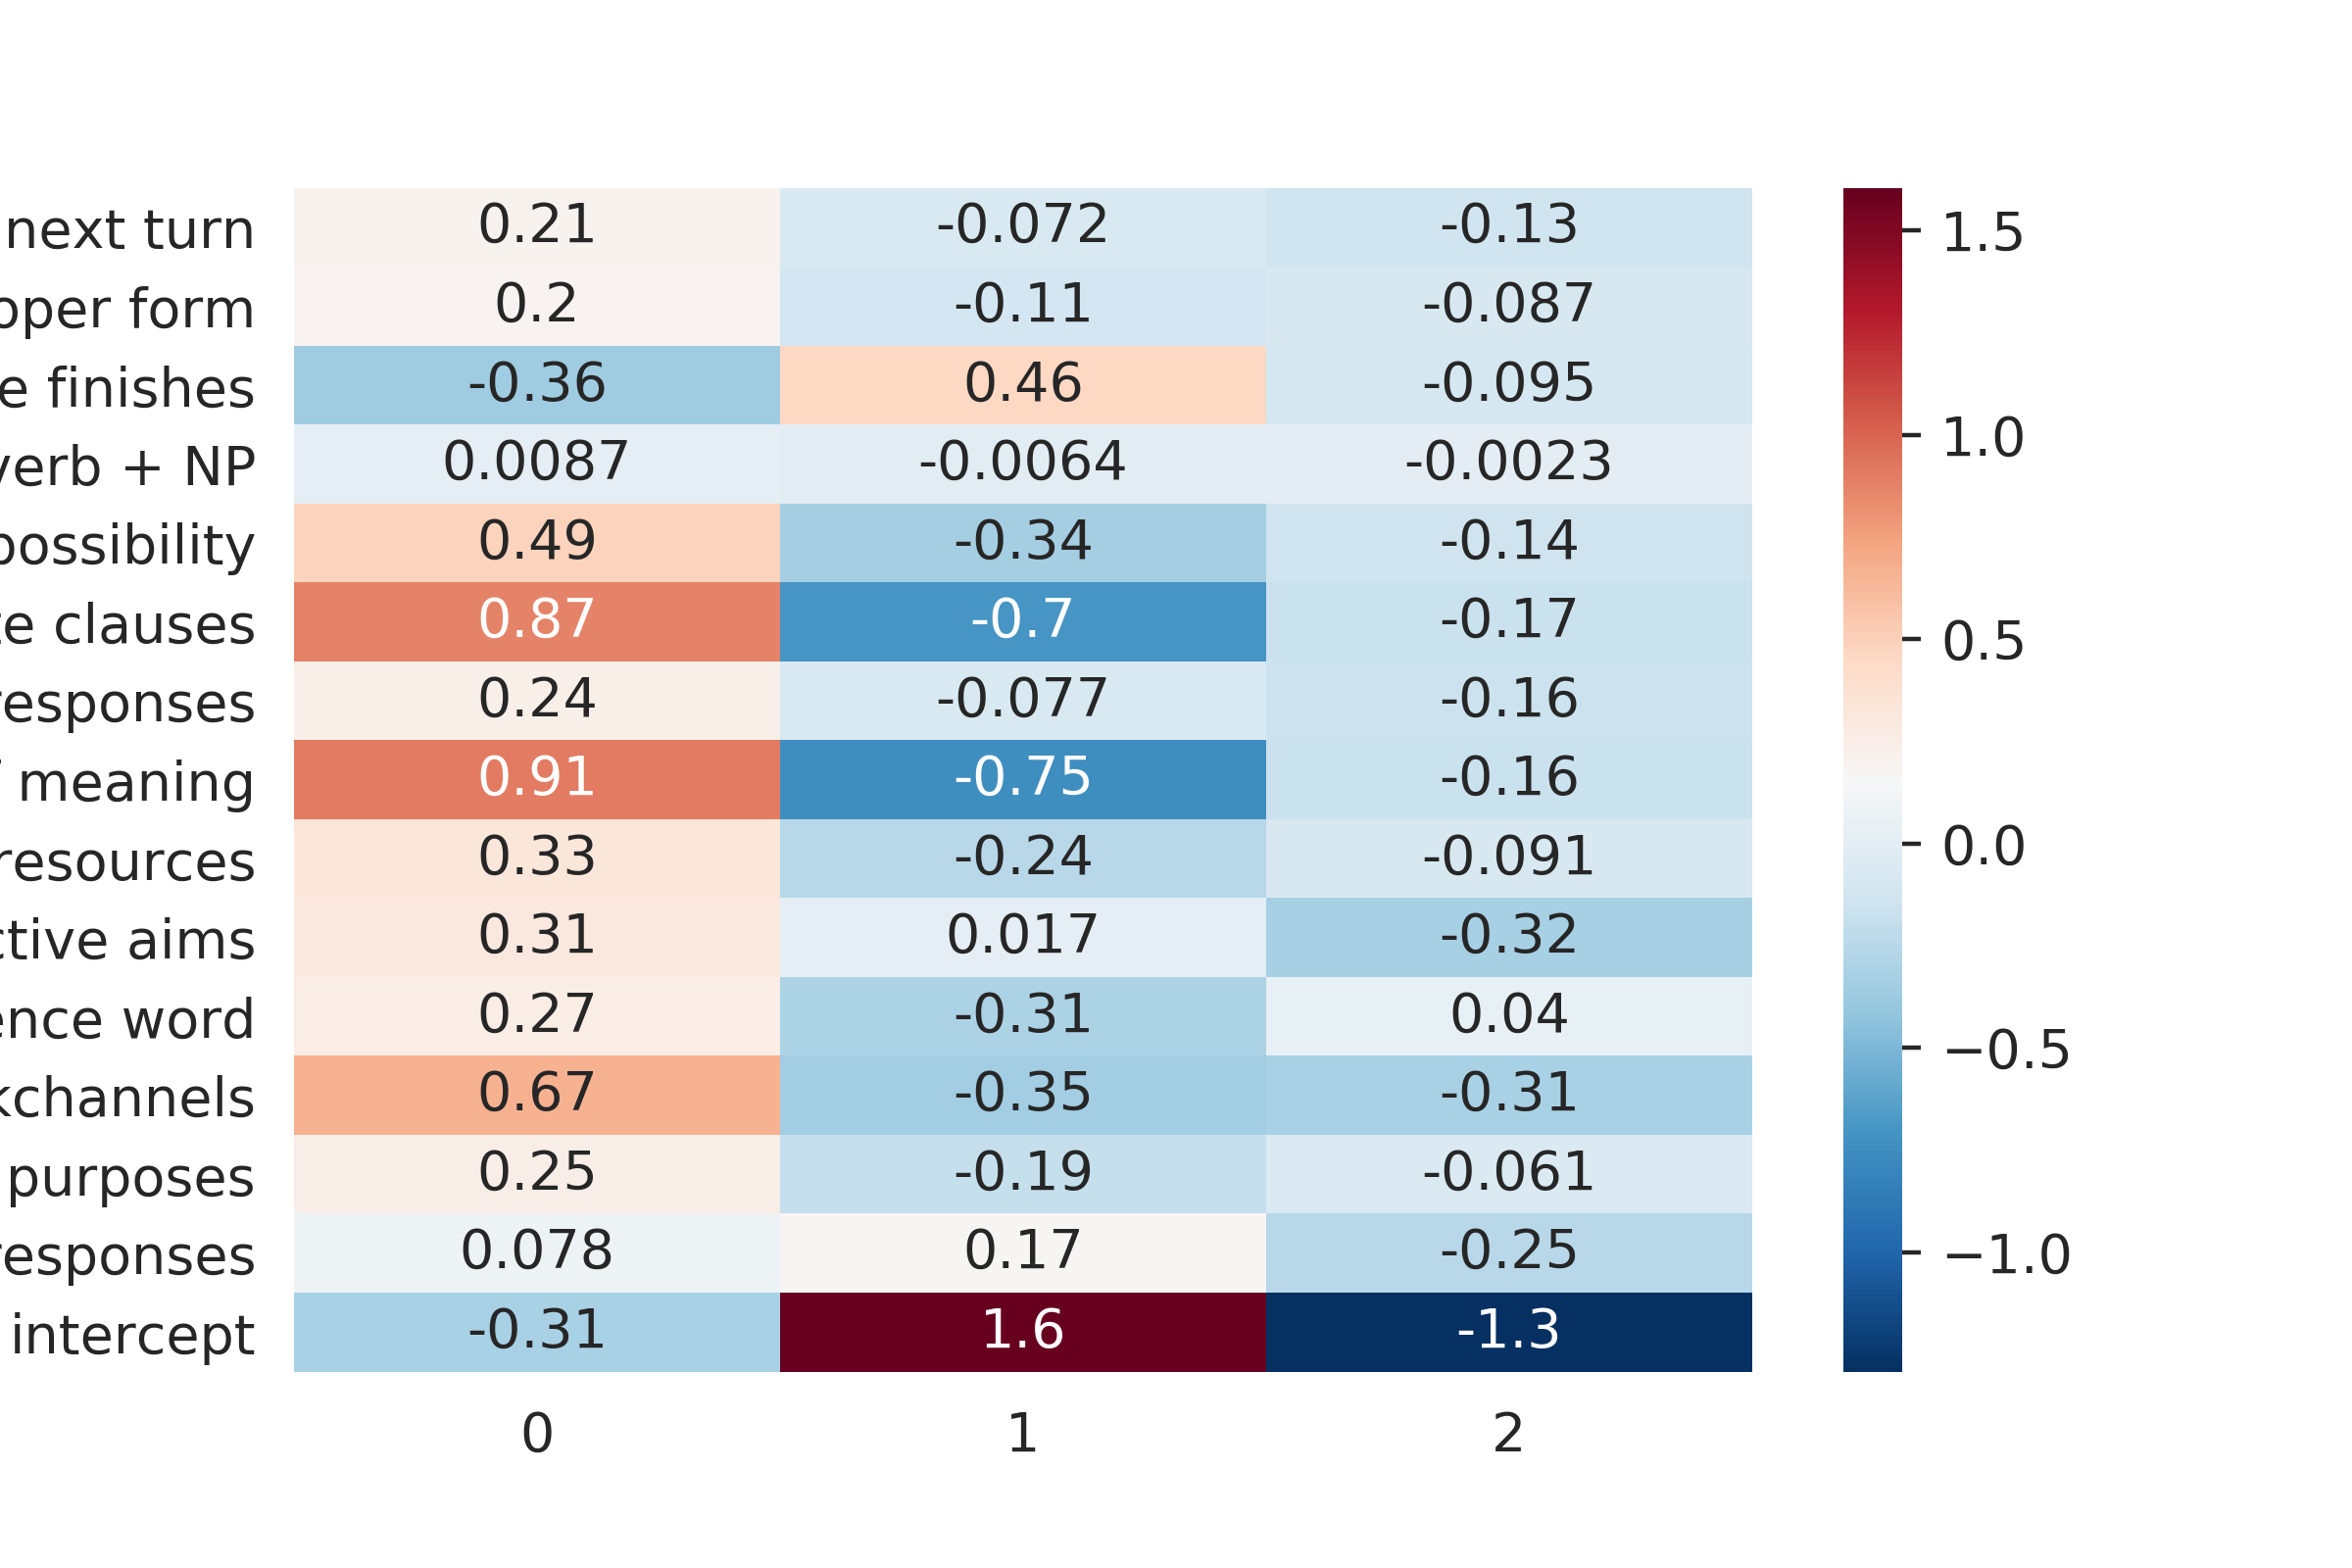 next turn 0.21 -0.072 -0.13
form 0.2 -0.11 -0.087
finishes -0.36 0.46 -0.095
verb + NP 0.0087 -0.0064 -0.0023
possibility 0.49 -0.34 -0.14
clauses 0.87 -0.7 -0.17
responses 0.24 -0.077 -0.16
meaning 0.91 -0.75 -0.16
resources 0.33 -0.24 -0.091
aims 0.31 0.017 -0.32
word 0.27 -0.31 0.04
kchannels 0.67 -0.35 -0.31
purposes 0.25 -0.19 -0.061
responses 0.078 0.17 -0.25
intercept -0.31 1.6 -1.3
0 1 2
1.5
1.0
0.5
0.0
−0.5
−1.0